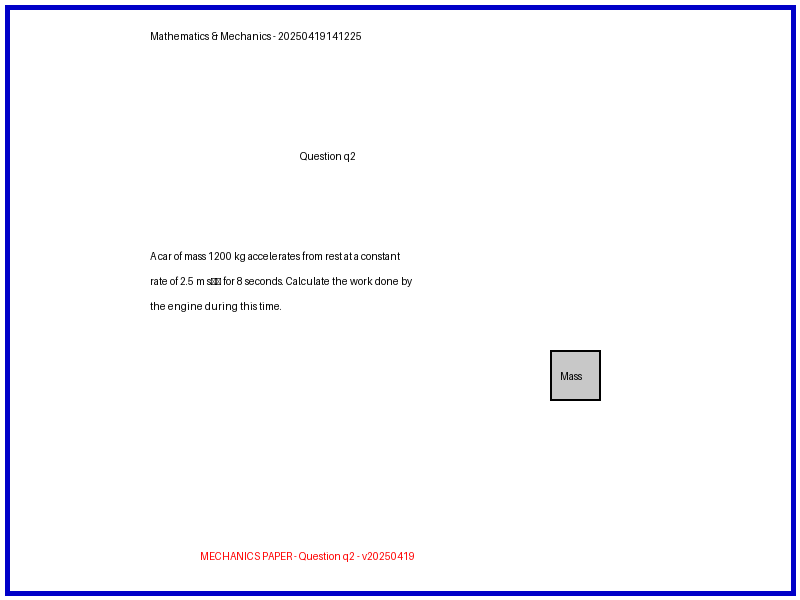 Mathematics & Mechanics - 20250419141225
Question q2
A car of mass 1200 kg accelerates from rest at a constant
rate of 2.5 m s for 8 seconds. Calculate the work done by
the engine during this time.
Mass
MECHANICS PAPER - Question q2 - v20250419